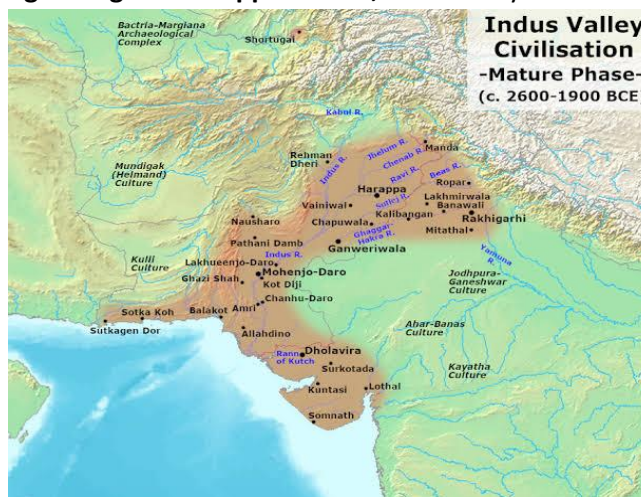 Indus Valley
Civilisation
-Mature Phase-
(c. 2600-1900 BCE)
Bactria-Margiana
Archaeological
Complex
Shortugai
Kabul R.
Mundigak
(Helmand)
Culture
Rehman
Dheri
Indus R.
Jhelum R.
Manda
Chenab R.
Ravi R.
Beas R.
Ropar
Harappa
Lakhmirwala
Vainiwal
Sutlej R.
Banawali
Kalibangan
Rakhigarhi
Nausharo
Chapuwala
Mitathal
Ghaggar-
Hakra R.
Pathani Damb
Ganweriwala
Kulli
Culture
Indus R.
Yamuna
R.
Lakhueenjo-Daro
Mohenjo-Daro
Ghazi Shah
Kot Diji
Jodhpura-
Ganeshwar
Culture
Chanhu-Daro
Amri
Sotka Koh
Balakot
Sutkagen Dor
Allahdino
Ahar-Banas
Culture
Rann
of Kutch
Dholavira
Surkotada
Kayatha
Culture
Kuntasi
Lothal
Somnath